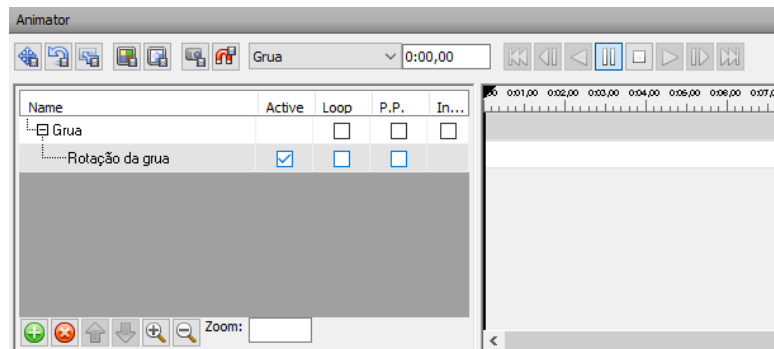 Animator
Grua 0:00,00
Name Active Loop P.P. In...
Grua
Rotação da grua
Zoom:
0:01,00 0:02,00 0:03,00 0:04,00 0:05,00 0:06,00